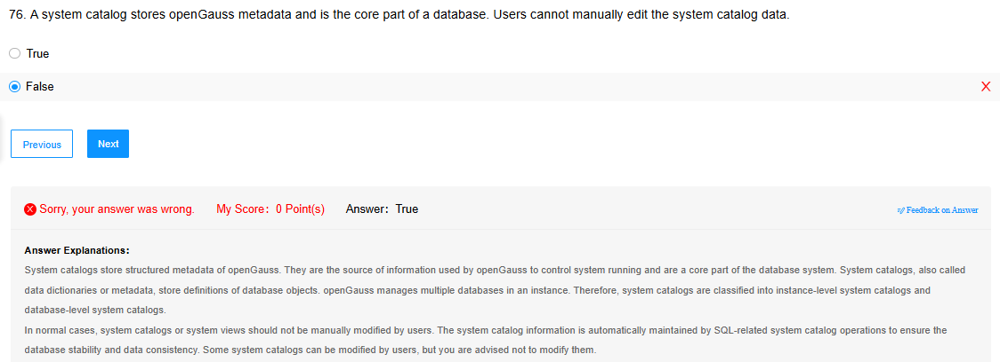 76. A system catalog stores openGauss metadata and is the core part of a database. Users cannot manually edit the system catalog data.
True
False
X
Previous
Next
Sorry, your answer was wrong. My Score: 0 Point(s) Answer: True
Feedback on Answer
Answer Explanations:
System catalogs store structured metadata of openGauss. They are the source of information used by openGauss to control system running and are a core part of the database system. System catalogs, also called
data dictionaries or metadata, store definitions of database objects. openGauss manages multiple databases in an instance. Therefore, system catalogs are classified into instance-level system catalogs and
database-level system catalogs.
In normal cases, system catalogs or system views should not be manually modified by users. The system catalog information is automatically maintained by SQL-related system catalog operations to ensure the
database stability and data consistency. Some system catalogs can be modified by users, but you are advised not to modify them.